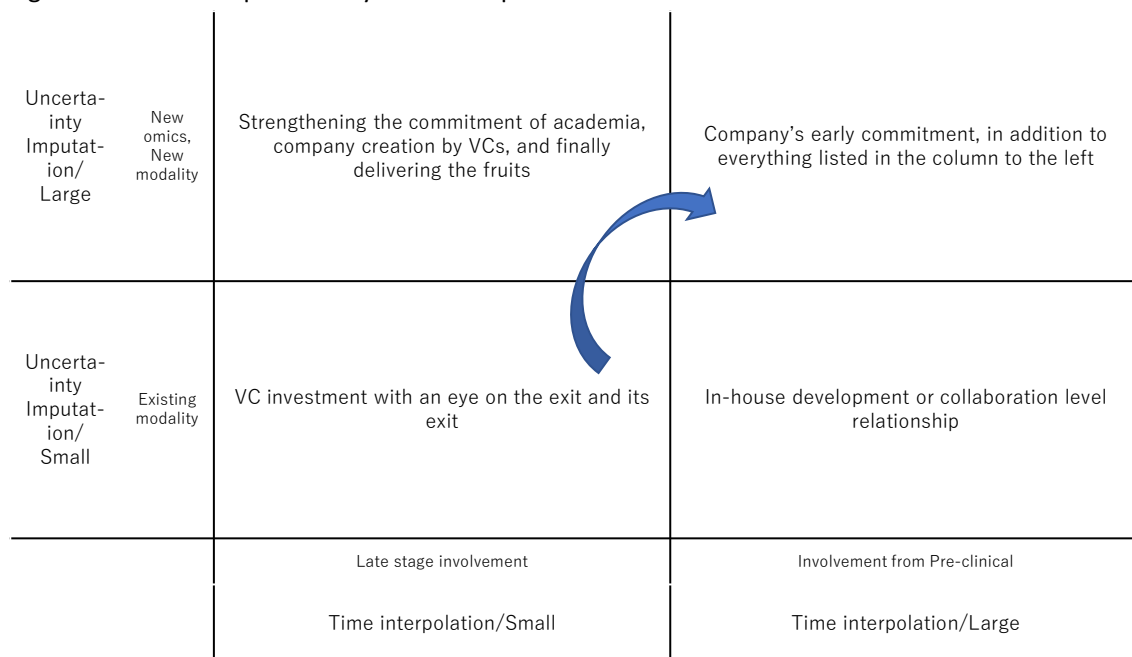 Uncerta-
inty
Imputat-
ion/
Large
New
omics,
New
modality
Strengthening the commitment of academia,
company creation by VCs, and finally
delivering the fruits
Company's early commitment, in addition to
everything listed in the column to the left
Uncerta-
inty
Imputat-
ion/
Small
Existing
modality
VC investment with an eye on the exit and its
exit
In-house development or collaboration level
relationship
Late stage involvement
Involvement from Pre-clinical
Time interpolation/Small
Time interpolation/Large